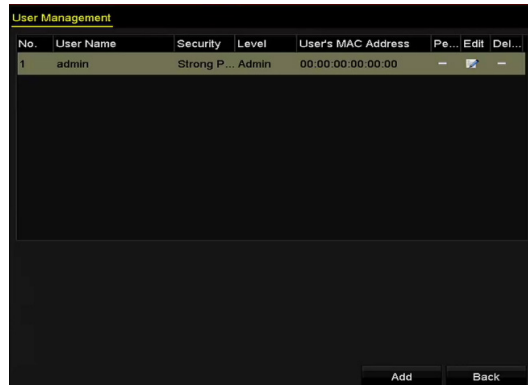 User Management
No. User Name Security Level User's MAC Address Pe... Edit Del...
1 admin Strong P... Admin 00:00:00:00:00:00 – –
Add Back